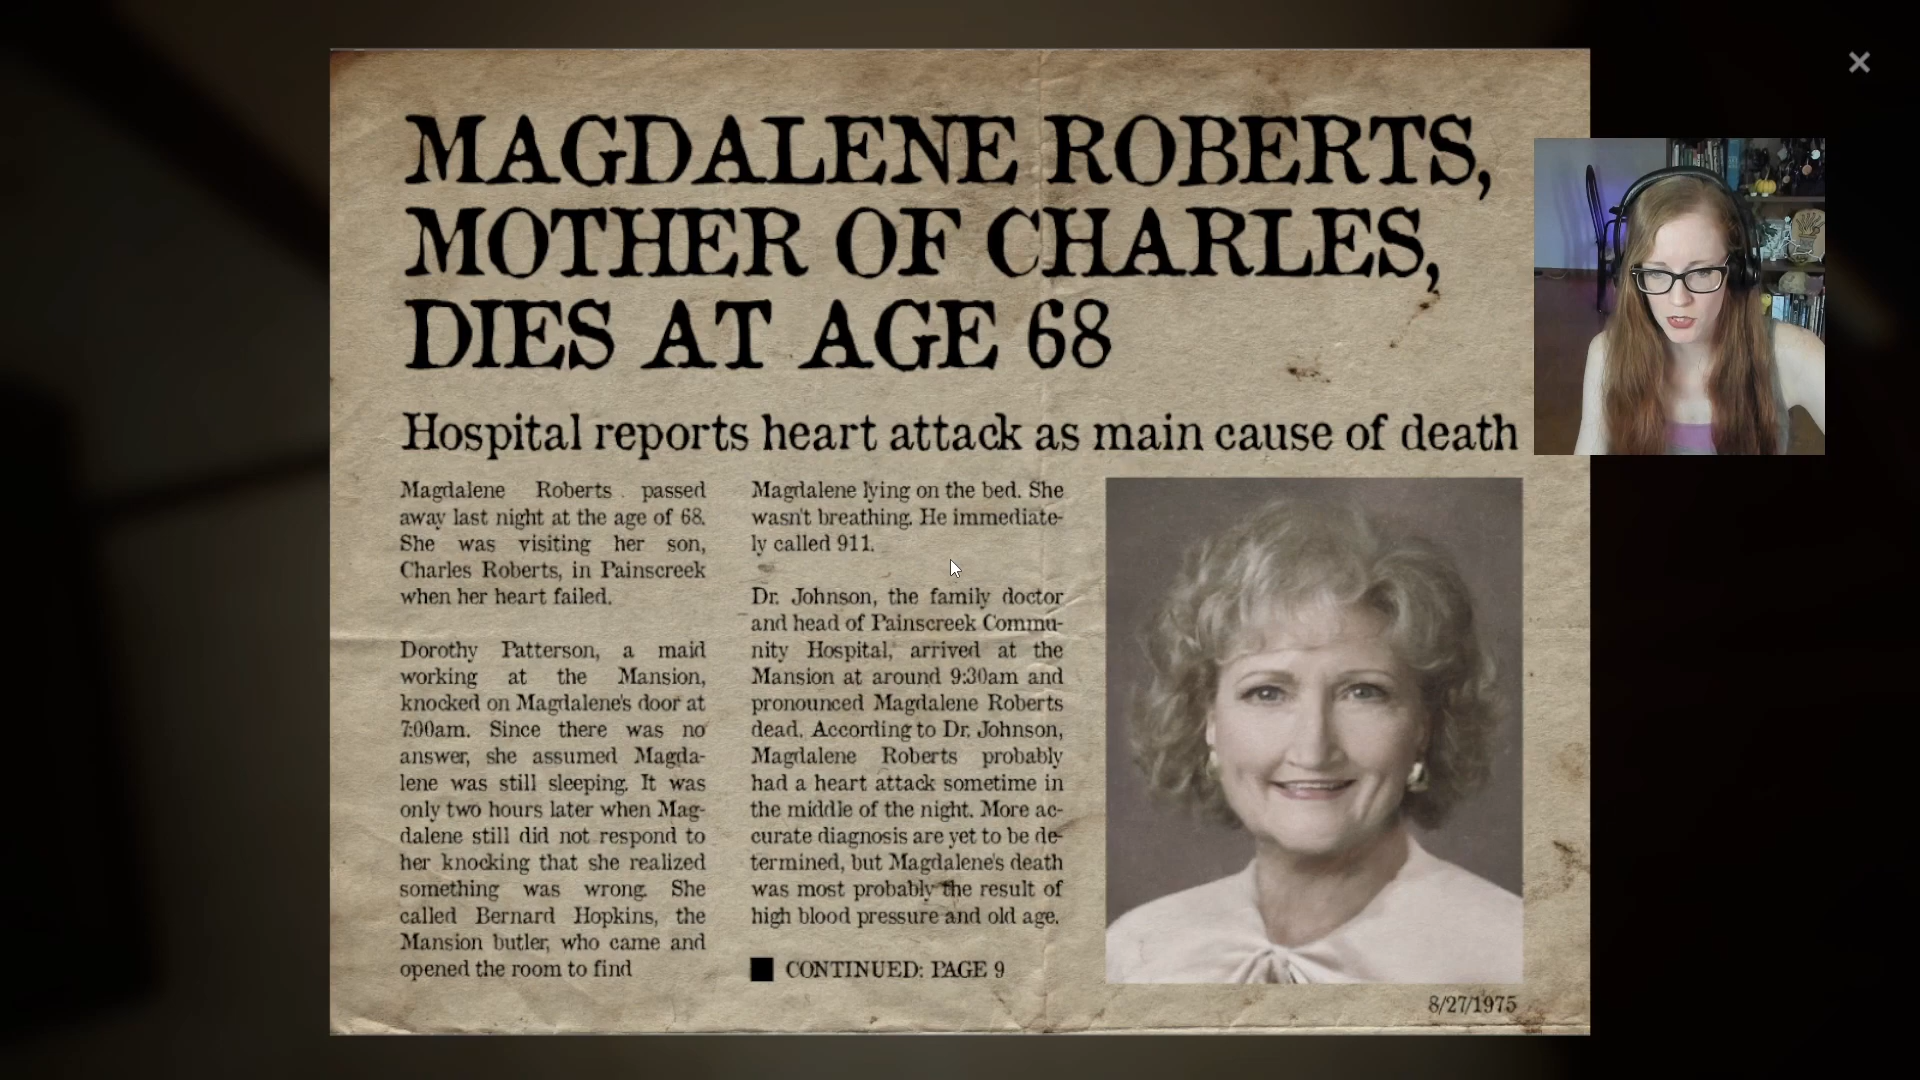 MAGDALENE ROBERTS,
MOTHER OF CHARLES,
DIES AT AGE 68
Hospital reports heart attack as main cause of death
Magdalene Roberts passed
away last night at the age of 68.
She was visiting her son,
Charles Roberts, in Painscreek
when her heart failed.
Dorothy Patterson, a maid
working at the Mansion,
knocked on Magdalene's door at
7:00am. Since there was no
answer, she assumed Magda-
lene was still sleeping. It was
only two hours later when Mag-
dalene still did not respond to
her knocking that she realized
something was wrong. She
called Bernard Hopkins, the
Mansion butler, who came and
opened the room to find
Magdalene lying on the bed. She
wasn't breathing. He immediate-
ly called 911.
Dr. Johnson, the family doctor
and head of Painscreek Commu-
nity Hospital, arrived at the
Mansion at around 9:30am and
pronounced Magdalene Roberts
dead. According to Dr. Johnson,
Magdalene Roberts probably
had a heart attack sometime in
the middle of the night. More ac-
curate diagnosis are yet to be de-
termined, but Magdalene's death
was most probably the result of
high blood pressure and old age.
CONTINUED: PAGE 9
8/27/1975